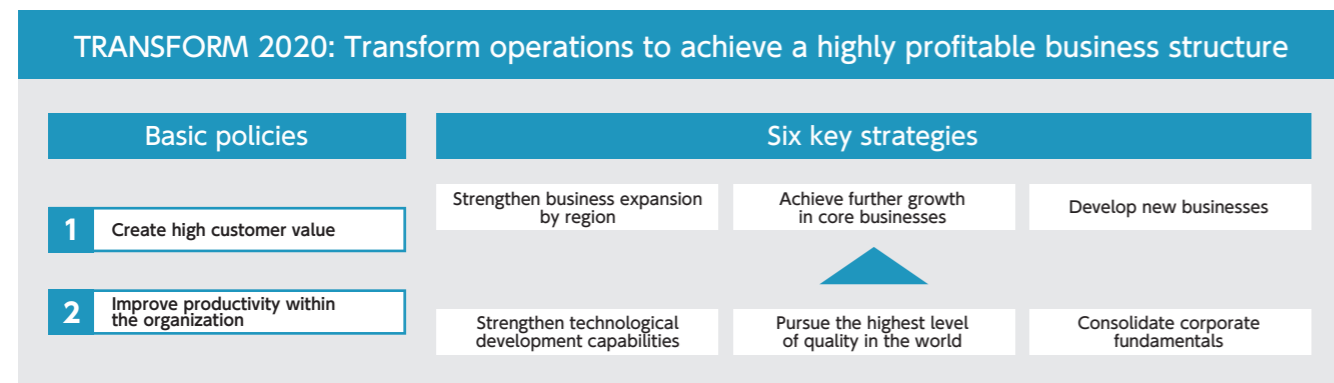 TRANSFORM 2020: Transform operations to achieve a highly profitable business structure
Basic policies
1
Create high customer value
2
Improve productivity within
the organization
Six key strategies
Strengthen business expansion
by region
Achieve further growth
in core businesses
Develop new businesses
Strengthen technological
development capabilities
Pursue the highest level
of quality in the world
Consolidate corporate
fundamentals